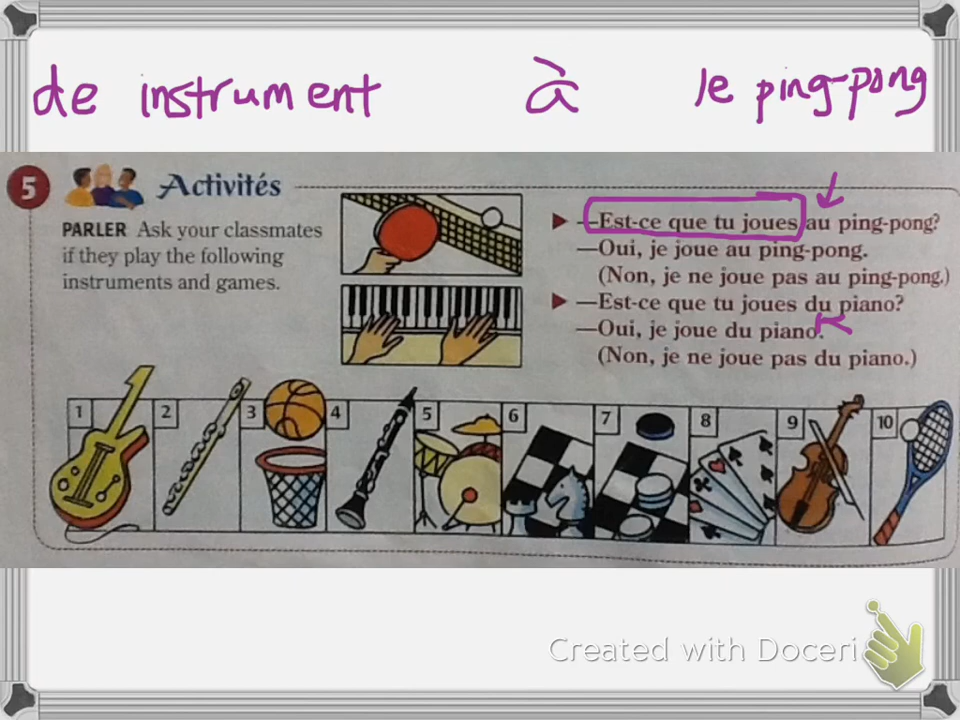 de instrument à le ping-pong
5 Activités
PARLER Ask your classmates
if they play the following
instruments and games.
—Est-ce que tu joues au ping-pong?
—Oui, je joue au ping-pong.
(Non, je ne joue pas au ping-pong.)
—Est-ce que tu joues du piano?
—Oui, je joue du piano.
(Non, je ne joue pas du piano.)
1 2 3 4 5 6 7 8 9 10
Created with Doceri